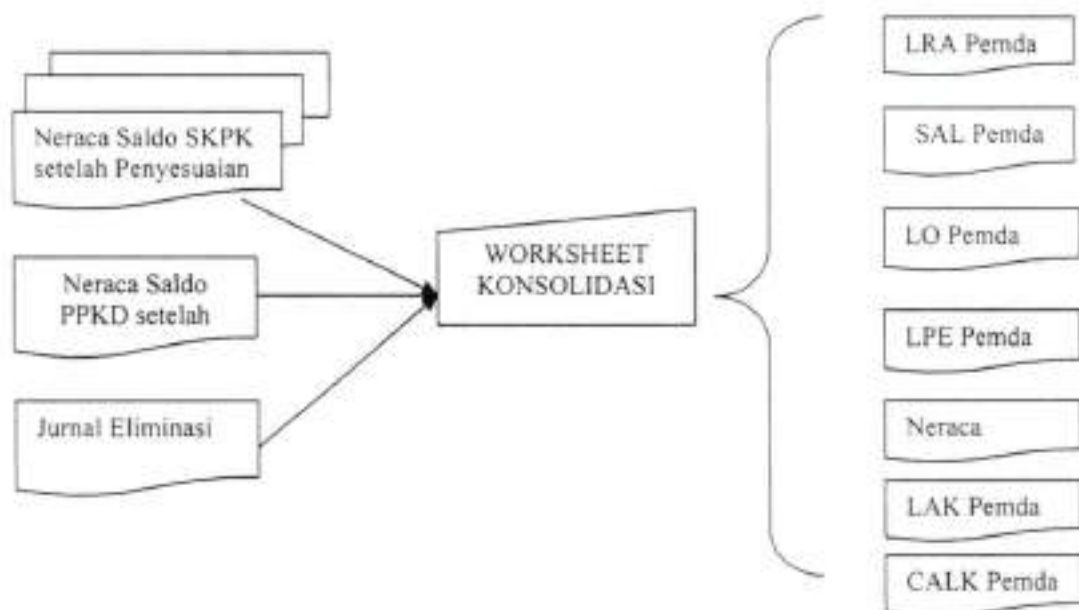 Neraca Saldo SKPK
setelah Penyesuaian
Neraca Saldo
PPKD setelah
Jurnal Eliminasi
WORKSHEET
KONSOLIDASI
LRA Pemda
SAL Pemda
LO Pemda
LPE Pemda
Neraca
LAK Pemda
CALK Pemda